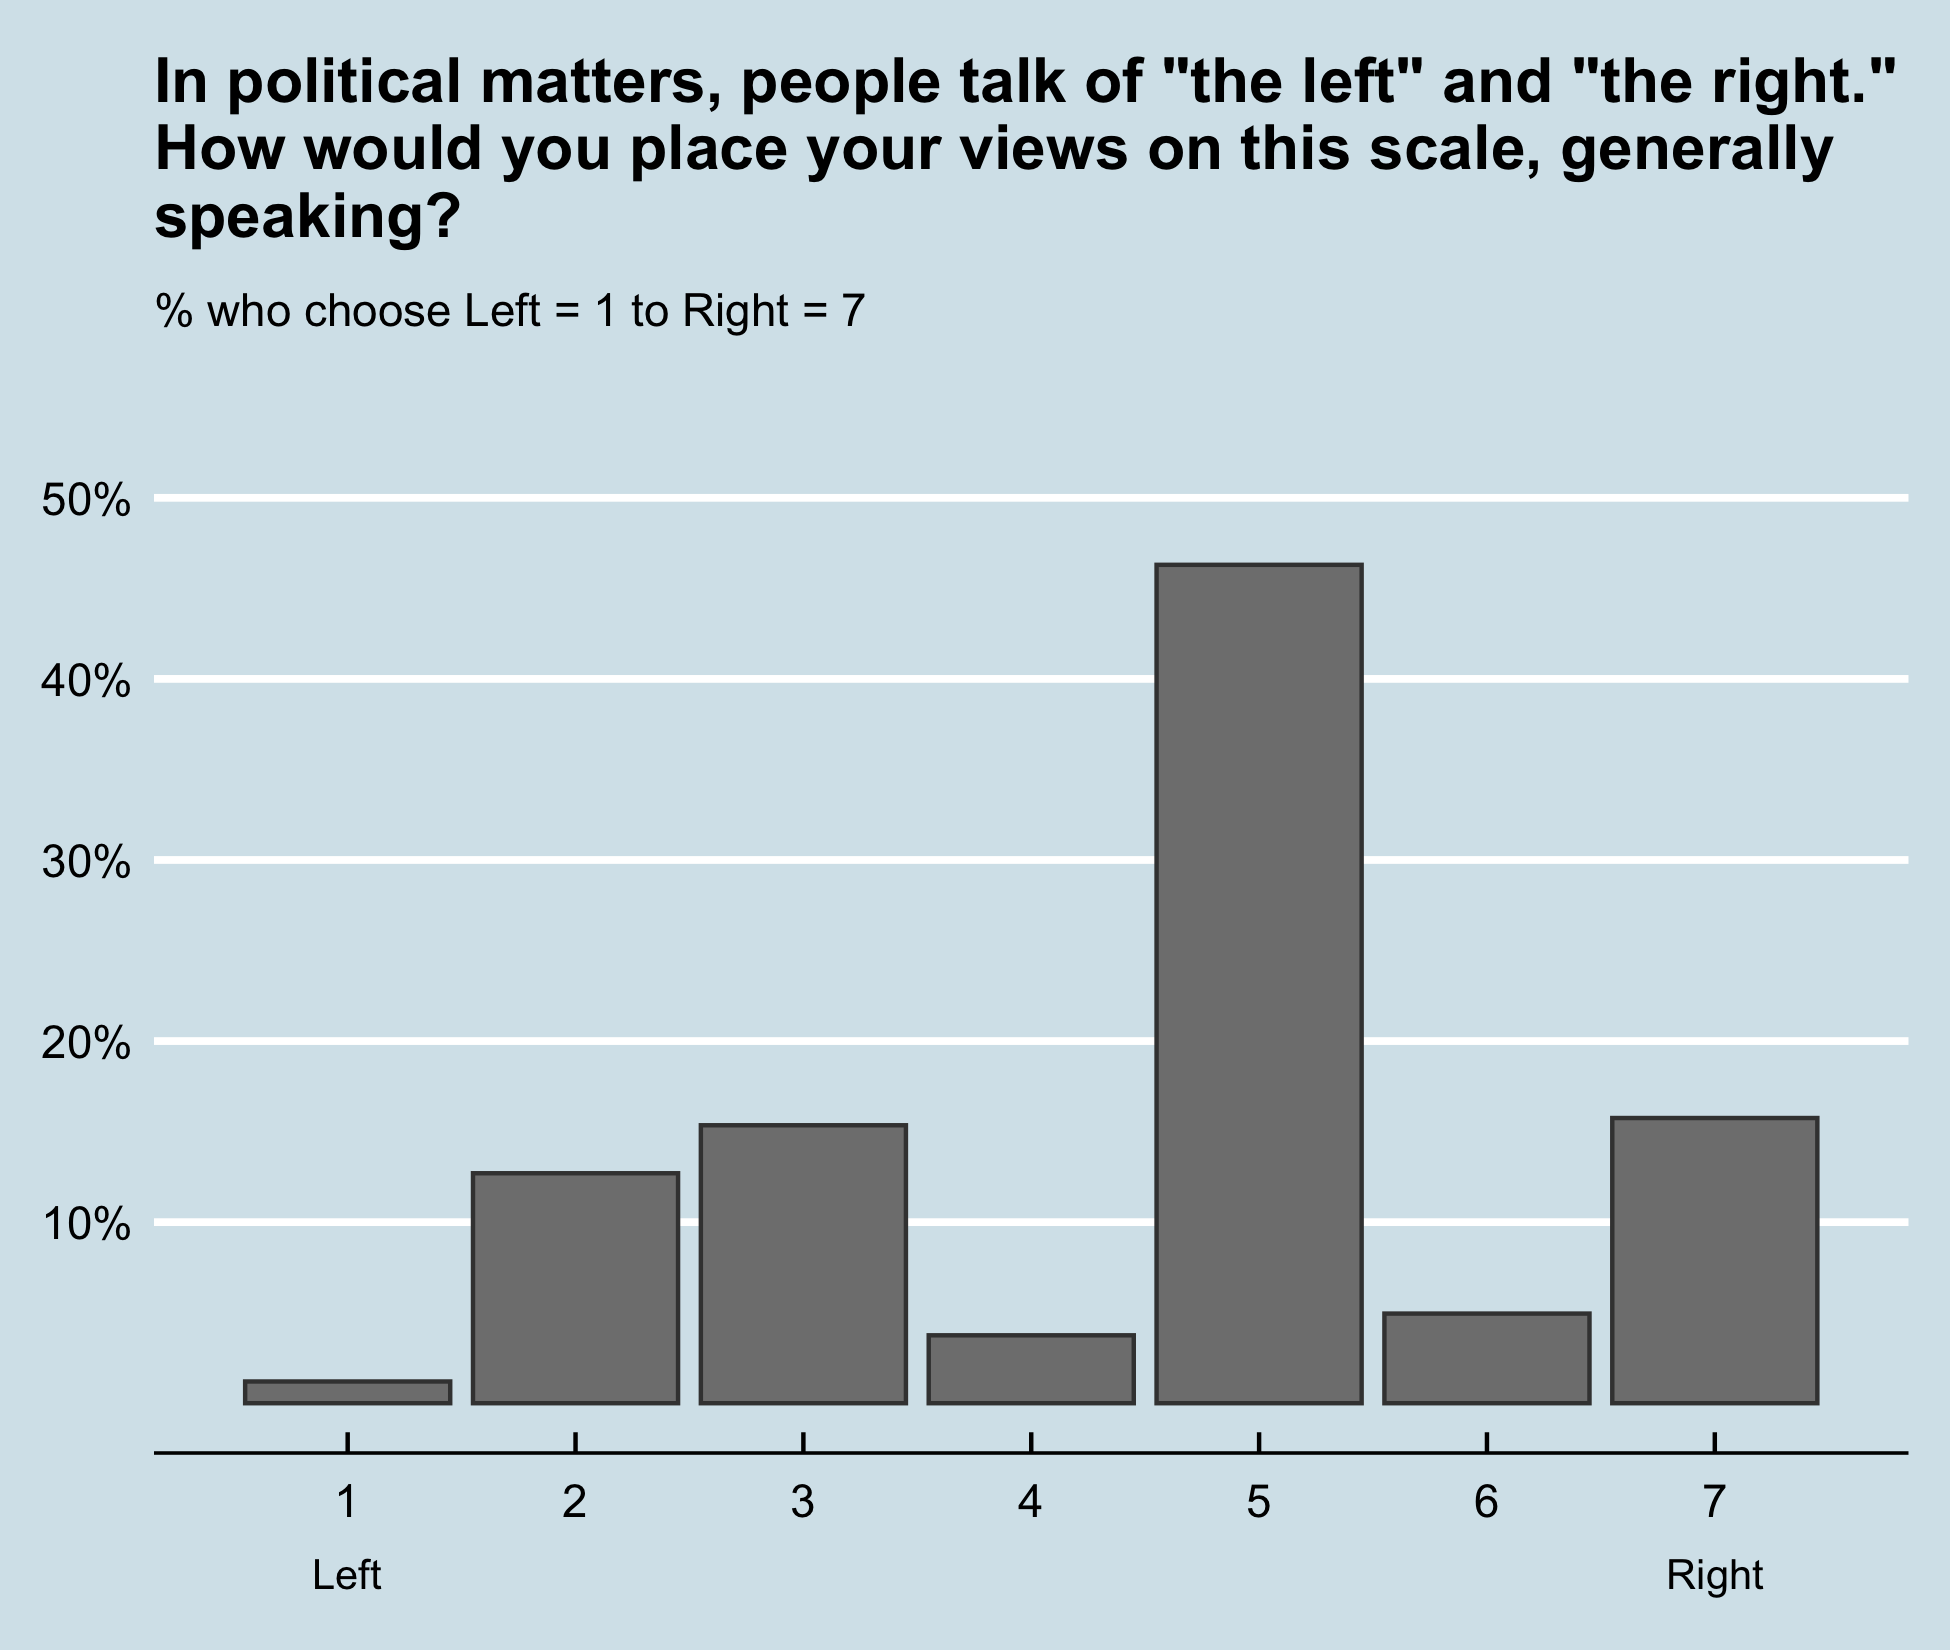 In political matters, people talk of "the left" and "the right."
How would you place your views on this scale, generally
speaking?
% who choose Left = 1 to Right = 7
50%
40%
30%
20%
10%
1 2 3 4 5 6 7
Left Right